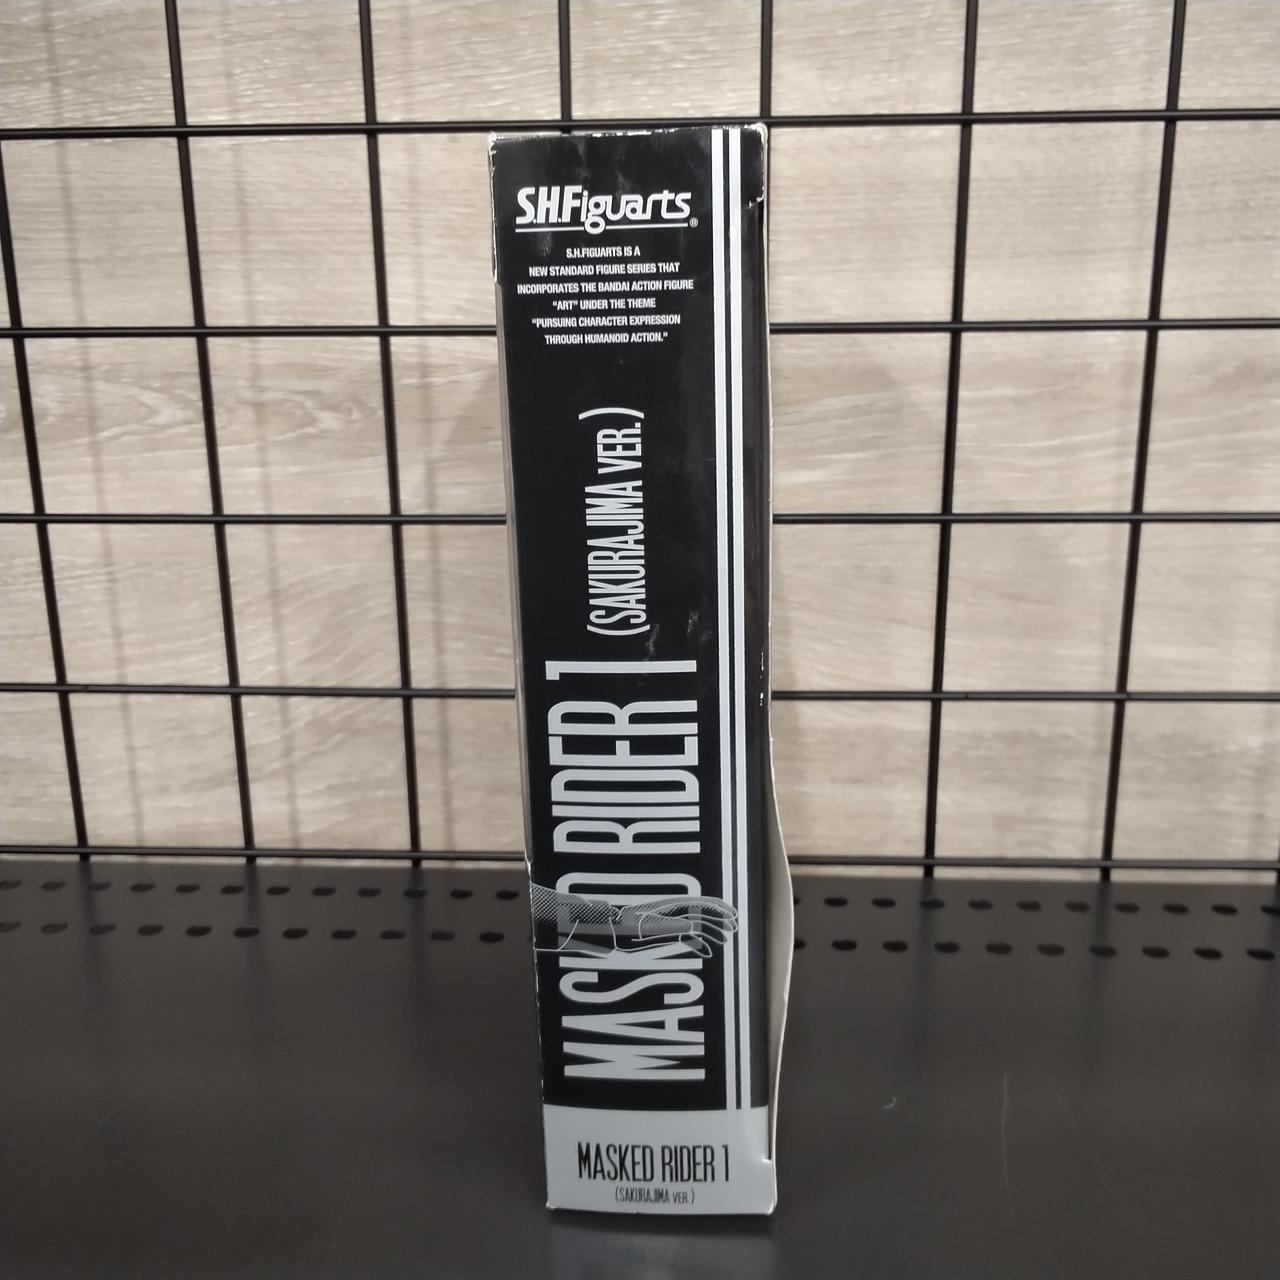 S.H.Figuarts®
S.H.FIGUARTS IS A
NEW STANDARD FIGURE SERIES THAT
INCORPORATES THE BANDAI ACTION FIGURE
"ART" UNDER THE THEME
"PURSUING CHARACTER EXPRESSION
THROUGH HUMANOID ACTION."
MASKED RIDER 1
(SAKURAJIMA VER.)
MASKED RIDER 1
(SAKURAJIMA VER.)